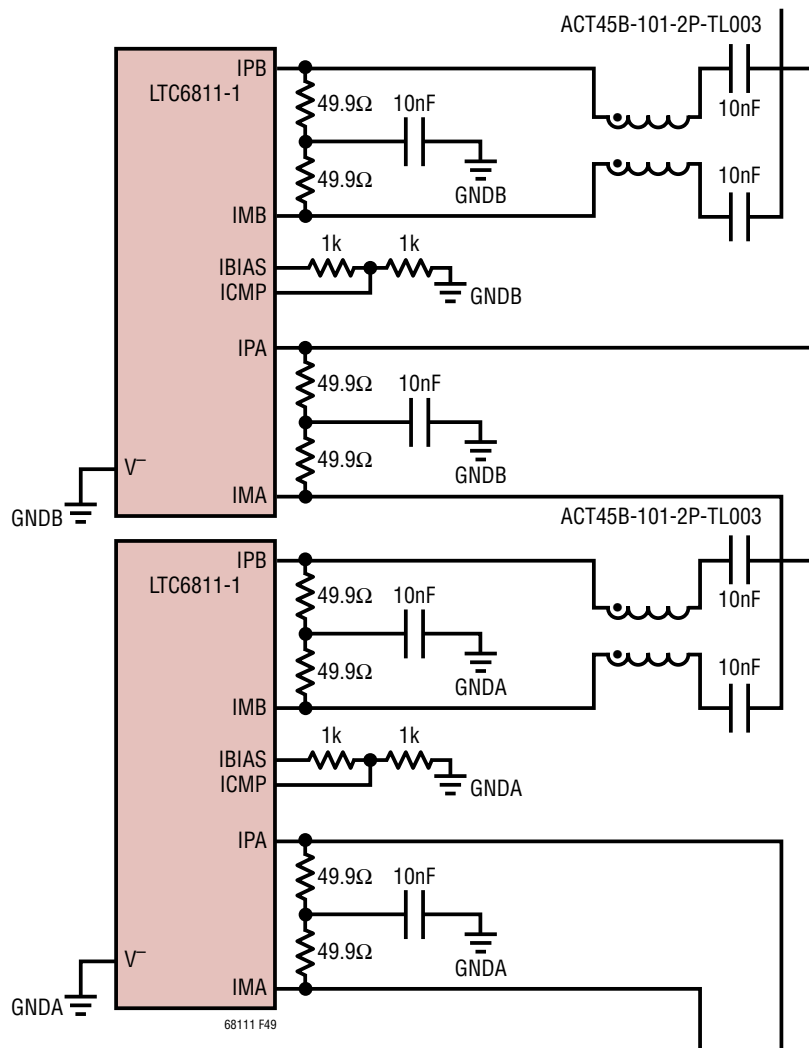 ACT45B-101-2P-TL003
IPB
LTC6811-1
49.9Ω
10nF
10nF
10nF
49.9Ω
GNDB
IMB
1k
1k
IBIAS
ICMP
GNDB
IPA
49.9Ω
10nF
49.9Ω
GNDB
V–
IMA
GNDB
ACT45B-101-2P-TL003
IPB
LTC6811-1
49.9Ω
10nF
10nF
10nF
49.9Ω
GNDA
IMB
1k
1k
IBIAS
ICMP
GNDA
IPA
49.9Ω
10nF
49.9Ω
GNDA
V–
IMA
GNDA
68111 F49